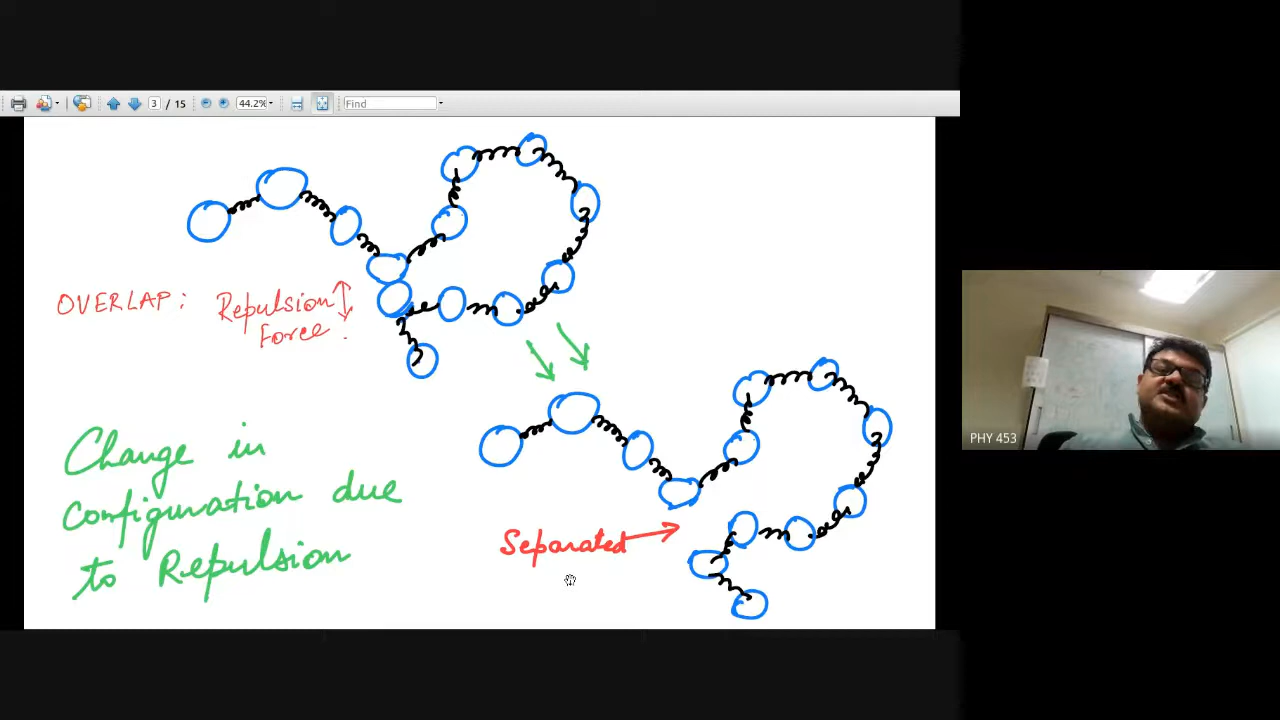 3 / 15
44.2%
Find
OVERLAP: Repulsion
Force.
Change in
configuration due
to Repulsion
Separated
PHY 453